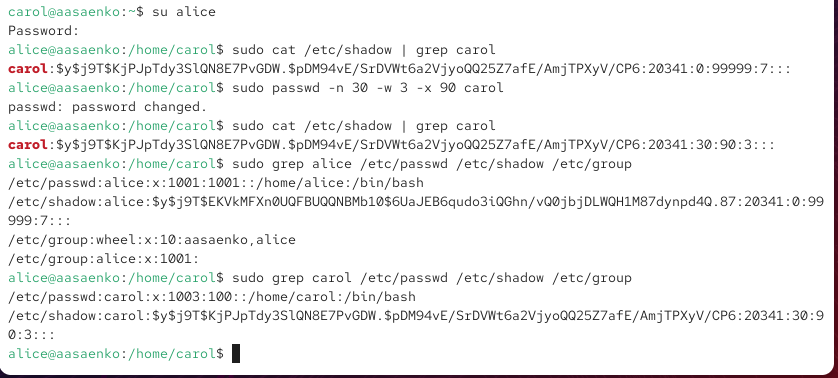 carol@aasaenko:~$ su alice
Password:
alice@aasaenko:/home/carol$ sudo cat /etc/shadow | grep carol
carol:$y$j9T$KjPJpTdy3SlQN8E7PvGDW.$pDM94vE/SrDVWt6a2VjyoQQ25Z7afE/AmjTPXyV/CP6:20341:0:99999:7:::
alice@aasaenko:/home/carol$ sudo passwd -n 30 -w 3 -x 90 carol
passwd: password changed.
alice@aasaenko:/home/carol$ sudo cat /etc/shadow | grep carol
carol:$y$j9T$KjPJpTdy3SlQN8E7PvGDW.$pDM94vE/SrDVWt6a2VjyoQQ25Z7afE/AmjTPXyV/CP6:20341:30:90:3:::
alice@aasaenko:/home/carol$ sudo grep alice /etc/passwd /etc/shadow /etc/group
/etc/passwd:alice:x:1001:1001::/home/alice:/bin/bash
/etc/shadow:alice:$y$j9T$EKVkMFXn0UQFBUQQNBMb10$6UaJEB6qudo3iQGhn/vQ0jbjDLWQH1M87dynpd4Q.87:20341:0:99
999:7:::
/etc/group:wheel:x:10:aasaenko,alice
/etc/group:alice:x:1001:
alice@aasaenko:/home/carol$ sudo grep carol /etc/passwd /etc/shadow /etc/group
/etc/passwd:carol:x:1003:100::/home/carol:/bin/bash
/etc/shadow:carol:$y$j9T$KjPJpTdy3SlQN8E7PvGDW.$pDM94vE/SrDVWt6a2VjyoQQ25Z7afE/AmjTPXyV/CP6:20341:30:9
0:3:::
alice@aasaenko:/home/carol$